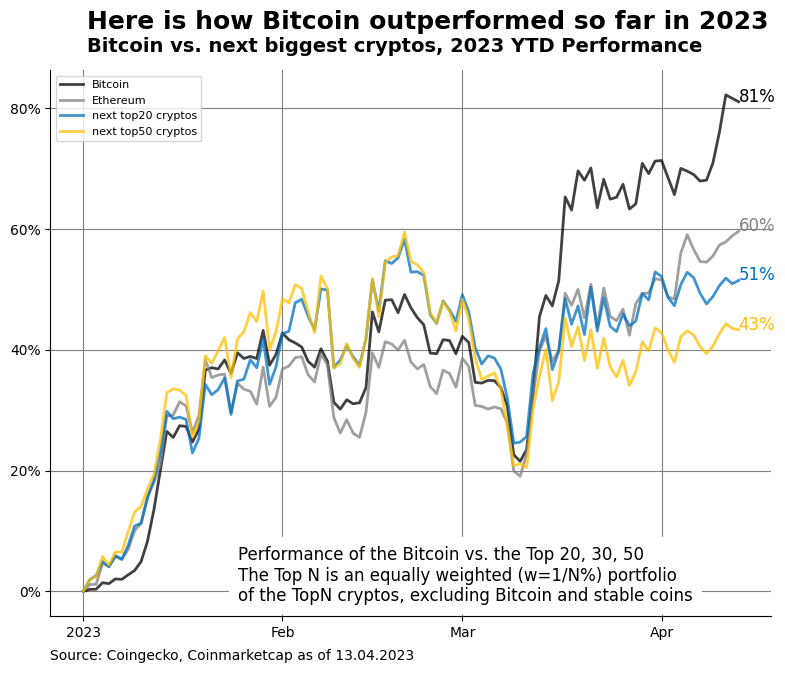 Here is how Bitcoin outperformed so far in 2023
Bitcoin vs. next biggest cryptos, 2023 YTD Performance
Bitcoin
Ethereum
next top20 cryptos
next top50 cryptos
80%
60%
40%
20%
0%
81%
60%
51%
43%
Performance of the Bitcoin vs. the Top 20, 30, 50
The Top N is an equally weighted (w=1/N%) portfolio
of the TopN cryptos, excluding Bitcoin and stable coins
2023
Feb
Mar
Apr
Source: Coingecko, Coinmarketcap as of 13.04.2023